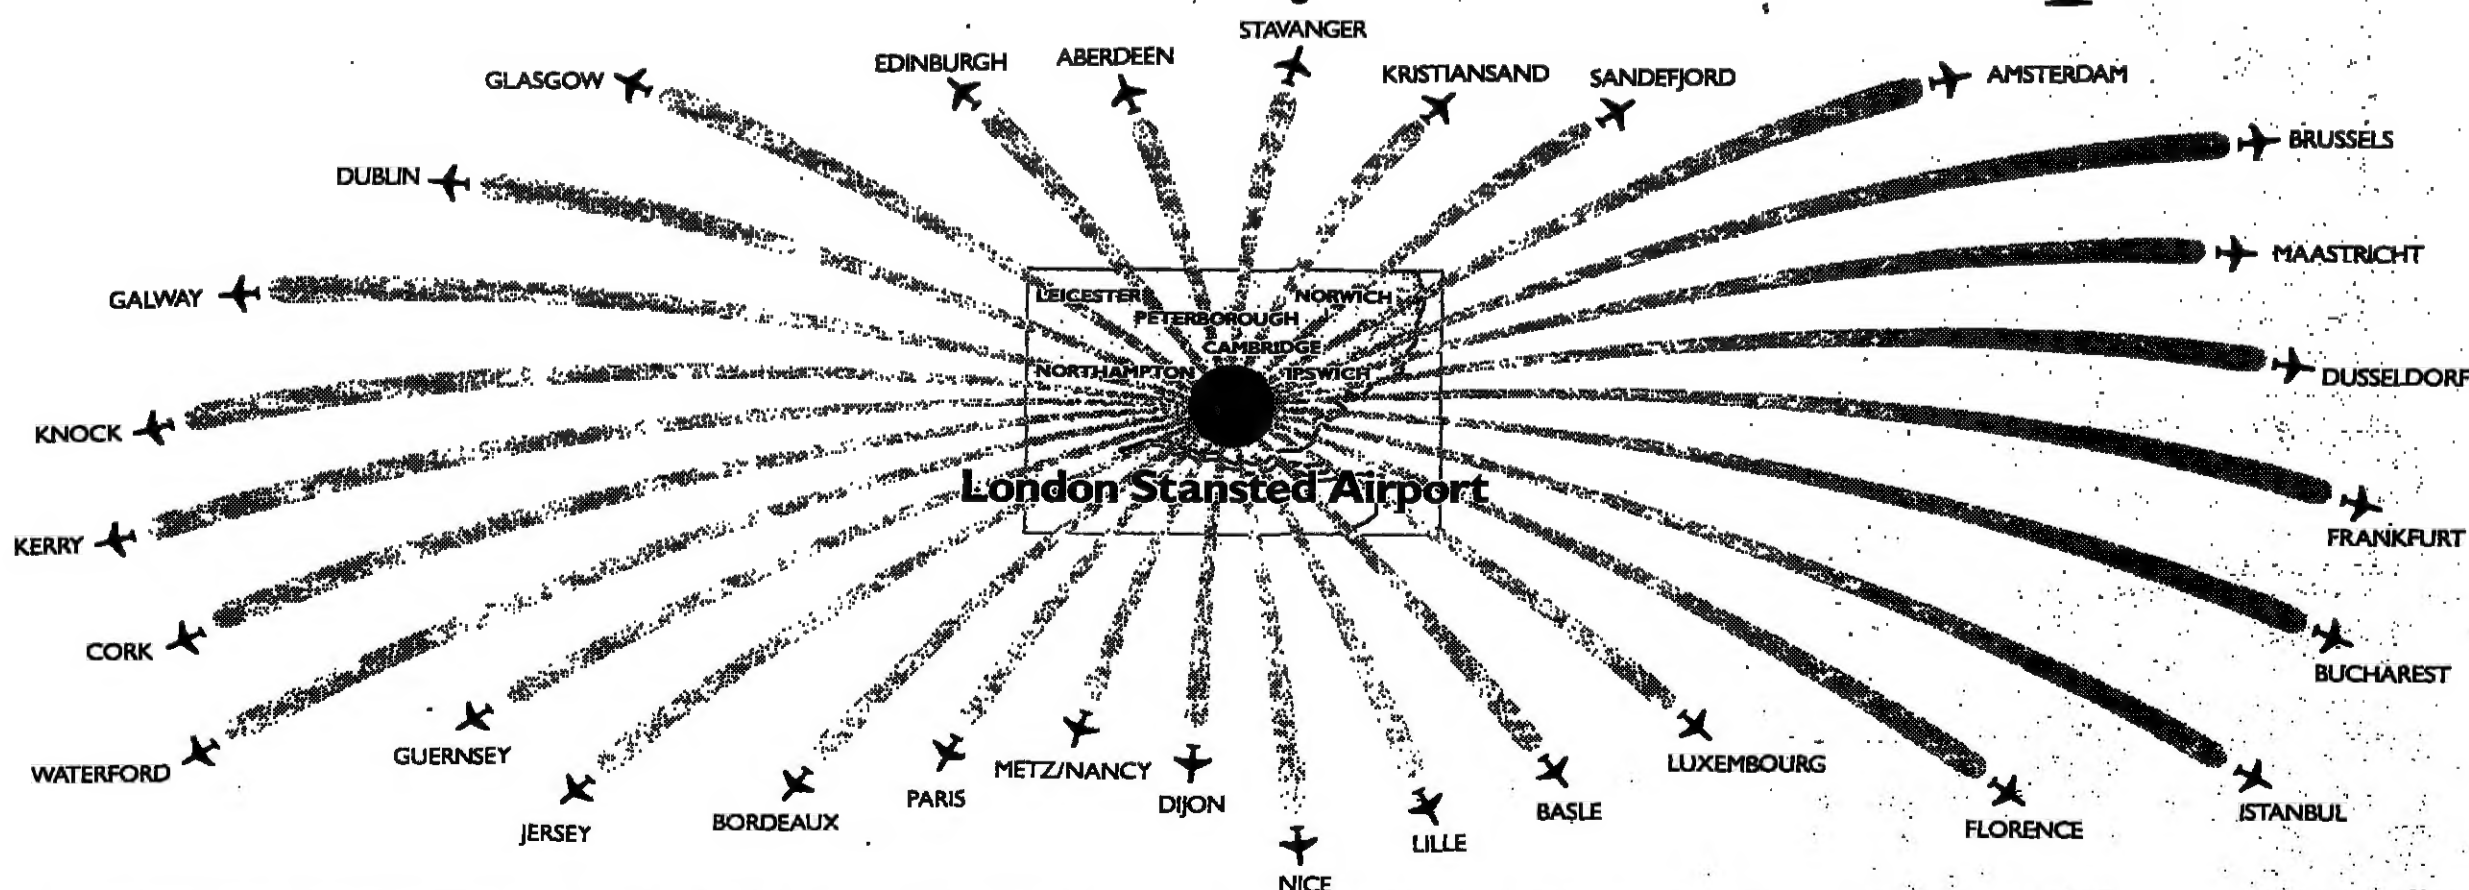 STAVANGER
EDINBURGH
ABERDEEN
KRISTIANSAND
SANDEFJORD
AMSTERDAM
GLASGOW
BRUSSELS
DUBLIN
MAASTRICHT
GALWAY
LEICESTER
NORWICH
PETERBOROUGH
CAMBRIDGE
NORTHAMPTON
IPSWICH
DUSSELDORF
KNOCK
London Stansted Airport
FRANKFURT
KERRY
CORK
BUCHAREST
WATERFORD
GUERNSEY
METZ/NANCY
LUXEMBOURG
PARIS
DIJON
BASLE
ISTANBUL
JERSEY
BORDEAUX
LILLE
FLORENCE
NICE